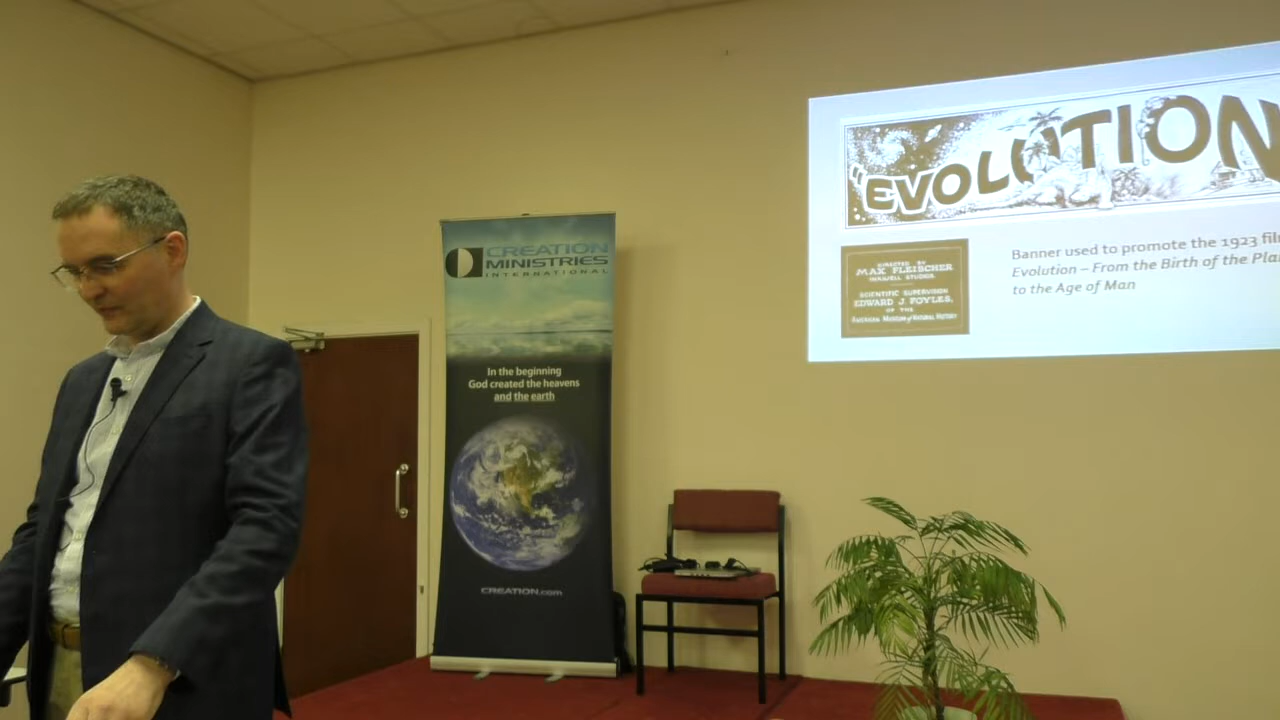 CREATION
MINISTRIES
INTERNATIONAL
In the beginning
God created the heavens
and the earth
CREATION.com
"EVOLUTION
DIRECTED BY
MAX FLEISCHER
INKWELL STUDIOS
SCIENTIFIC SUPERVISION
EDWARD J. FOYLES,
OF THE
AMERICAN MUSEUM of NATURAL HISTORY
Banner used to promote the 1923
Evolution – From the Birth of the
to the Age of Man